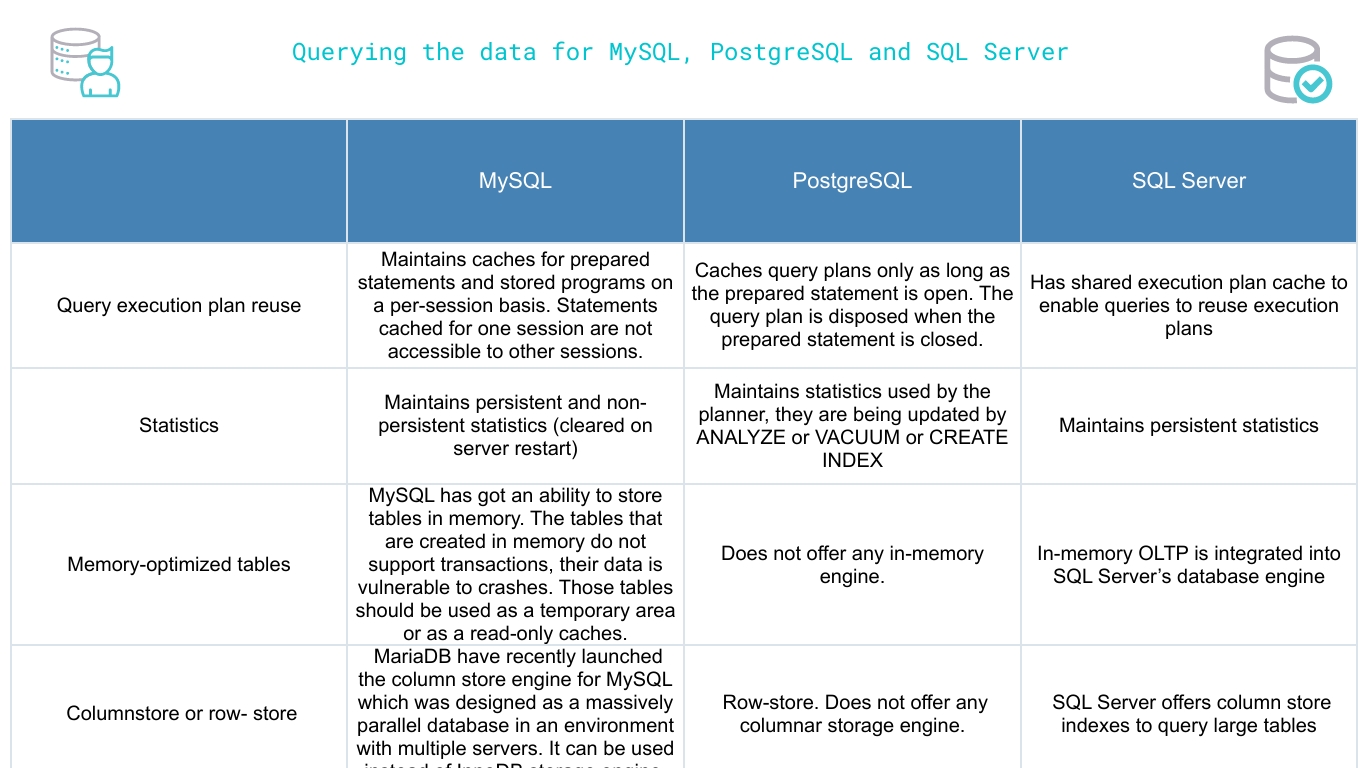 Querying the data for MySQL, PostgreSQL and SQL Server
MySQL
PostgreSQL
SQL Server
Query execution plan reuse
Maintains caches for prepared
statements and stored programs on
a per-session basis. Statements
cached for one session are not
accessible to other sessions.
Caches query plans only as long as
the prepared statement is open. The
query plan is disposed when the
prepared statement is closed.
Has shared execution plan cache to
enable queries to reuse execution
plans
Statistics
Maintains persistent and non-
persistent statistics (cleared on
server restart)
Maintains statistics used by the
planner, they are being updated by
ANALYZE or VACUUM or CREATE
INDEX
Maintains persistent statistics
Memory-optimized tables
MySQL has got an ability to store
tables in memory. The tables that
are created in memory do not
support transactions, their data is
vulnerable to crashes. Those tables
should be used as a temporary area
or as a read-only caches.
Does not offer any in-memory
engine.
In-memory OLTP is integrated into
SQL Server’s database engine
Columnstore or row- store
MariaDB have recently launched
the column store engine for MySQL
which was designed as a massively
parallel database in an environment
with multiple servers. It can be used
instead of InnoDB storage engine.
Row-store. Does not offer any
columnar storage engine.
SQL Server offers column store
indexes to query large tables